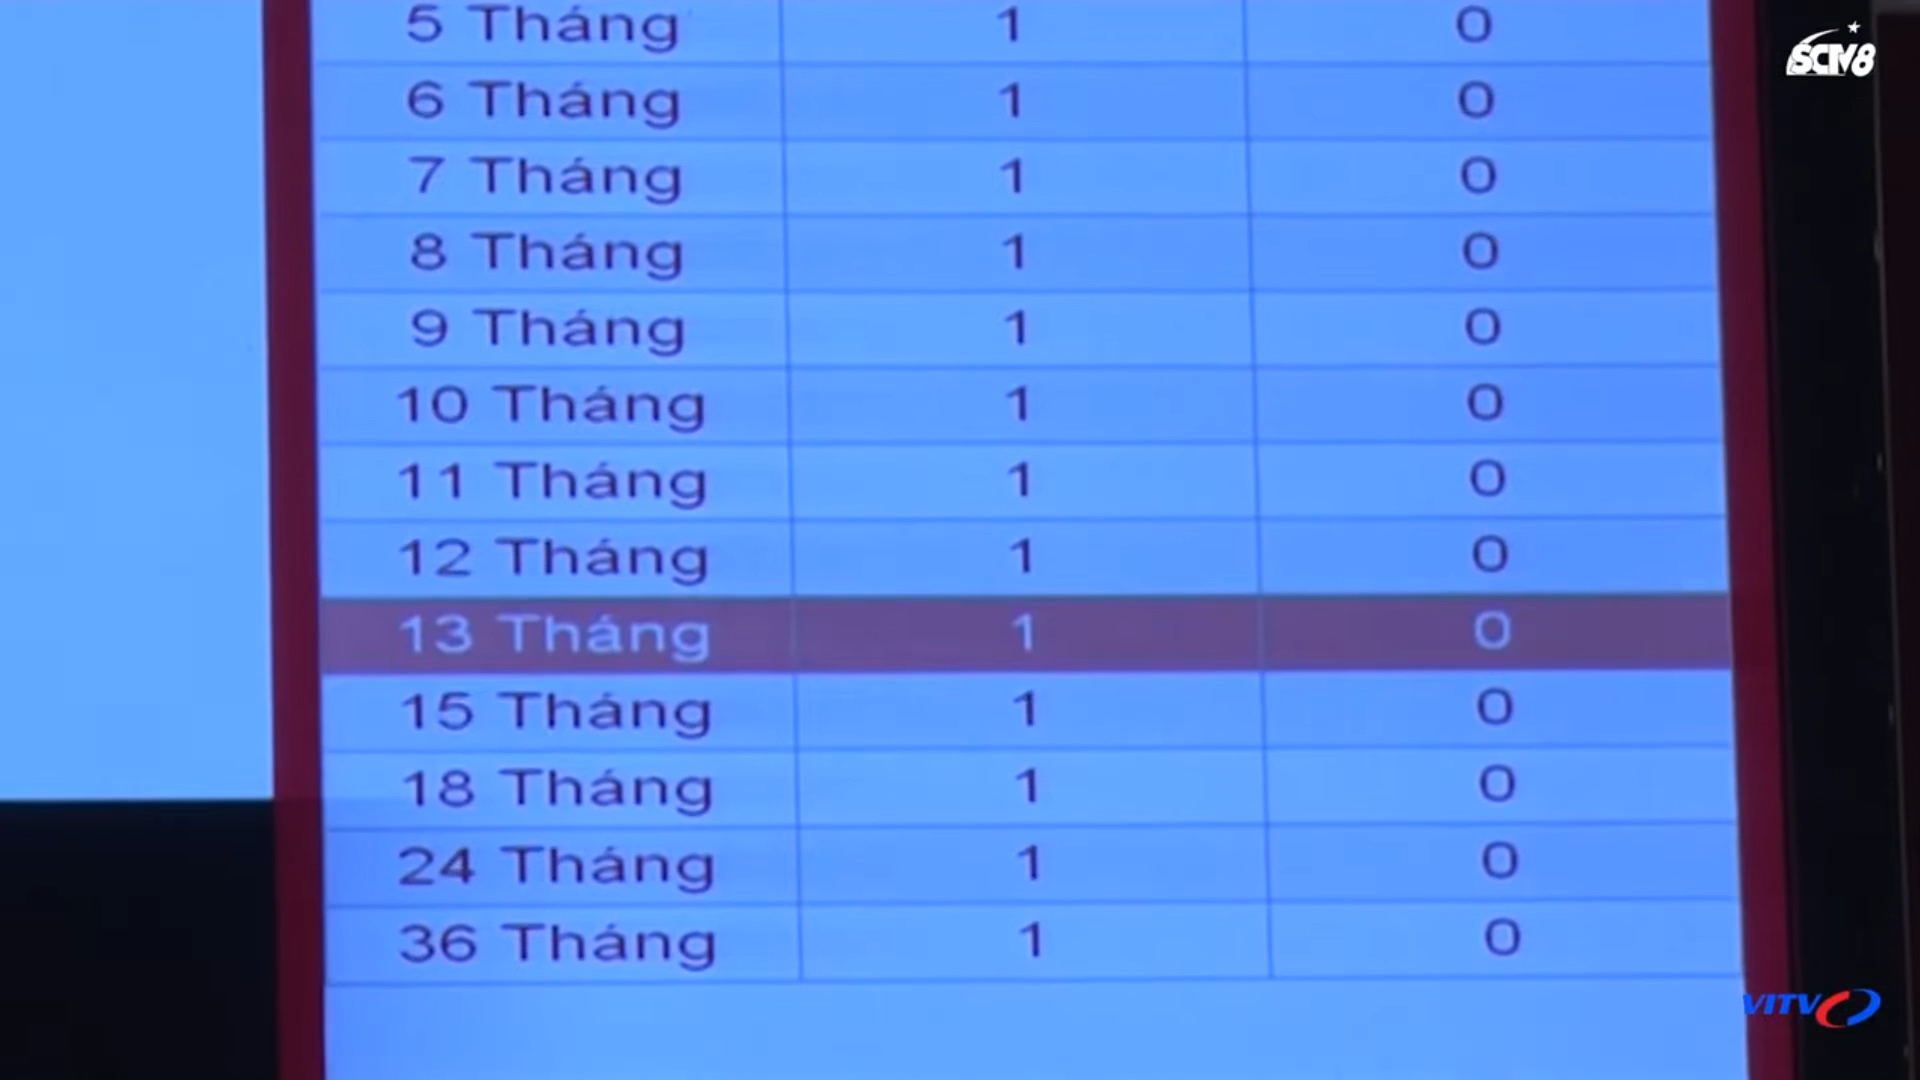 5 Tháng 1 0
SCTV8
6 Tháng 1 0
7 Tháng 1 0
8 Tháng 1 0
9 Tháng 1 0
10 Tháng 1 0
11 Tháng 1 0
12 Tháng 1 0
13 Tháng 1 0
15 Tháng 1 0
18 Tháng 1 0
24 Tháng 1 0
36 Tháng 1 0
VITV